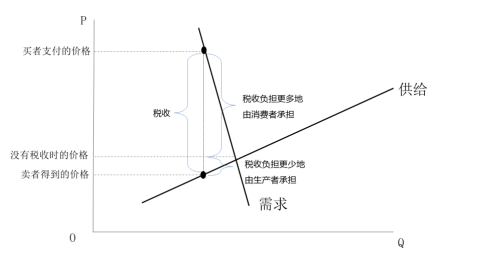 P
买者支付的价格
供给
税收负担更多地
由消费者承担
税收
没有税收时的价格
税收负担更少地
由生产者承担
卖者得到的价格
需求
O
Q